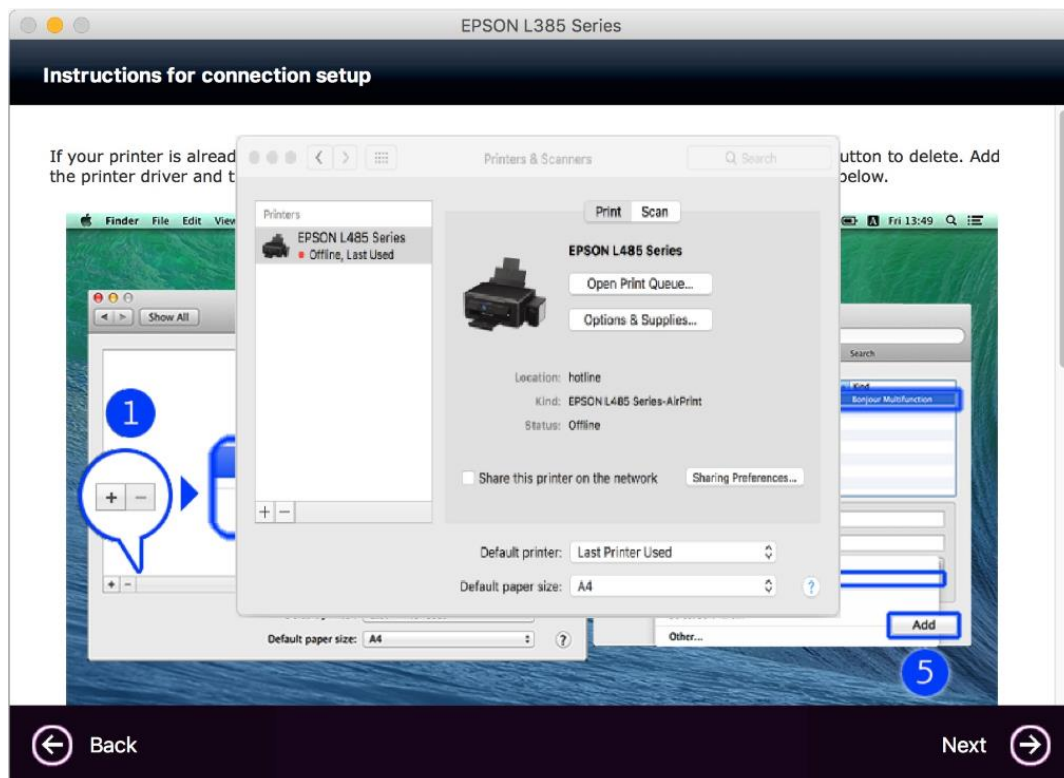 EPSON L385 Series
Instructions for connection setup
If your printer is alread
utton to delete. Add
the printer driver and t
below.
Finder File Edit View
Fri 13:49
Show All
1
+ −
+ −
Default paper size: A4
?
Printers & Scanners
Search
Printers
EPSON L485 Series
Offline, Last Used
+ −
Print Scan
EPSON L485 Series
Open Print Queue...
Options & Supplies...
Location: hotline
Kind: EPSON L485 Series-AirPrint
Status: Offline
Share this printer on the network
Sharing Preferences...
Default printer: Last Printer Used
Default paper size: A4
?
Search
Kind
Bonjour Multifunction
Other...
Add
5
Back
Next